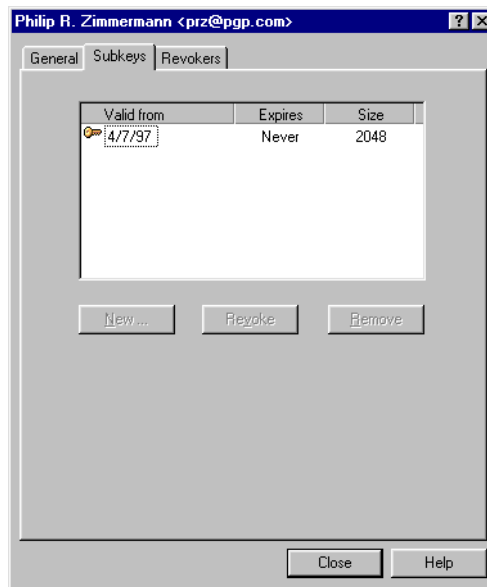 Philip R. Zimmermann <prz@pgp.com>
General Subkeys Revokers
Valid from Expires Size
4/7/97 Never 2048
New ... Revoke Remove
Close Help